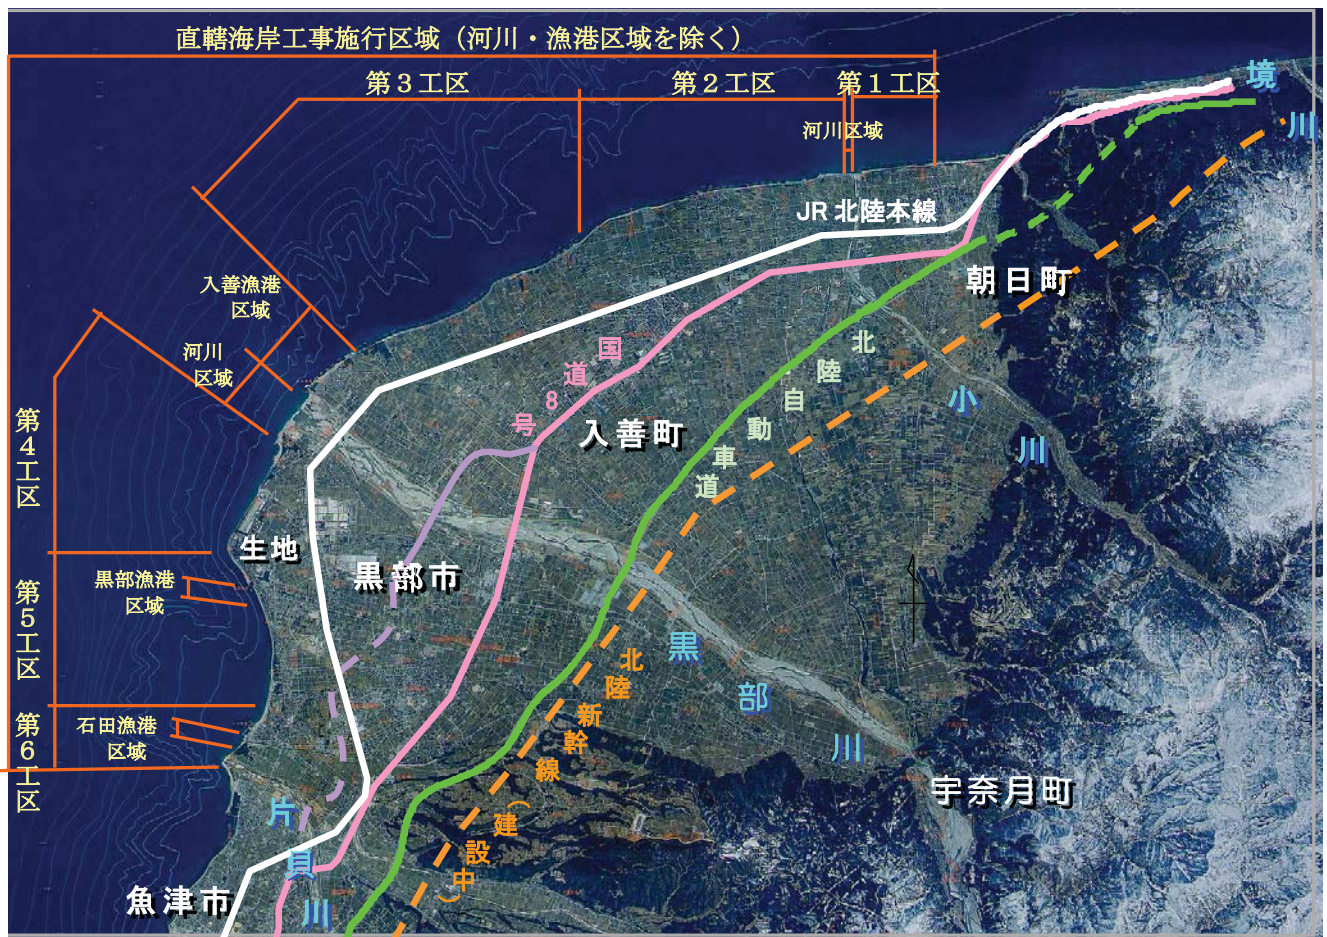 直轄海岸工事施行区域（河川・漁港区域を除く）
第３工区
第２工区
第１工区
河川区域
境川
JR 北陸本線
朝日町
入善漁港
区域
河川
区域
国道8号
北陸自動車道
入善町
小川
第4工区
生地
黒部市
黒部漁港
区域
第5工区
黒部川
北陸新幹線（建設中）
石田漁港
区域
第6工区
宇奈月町
片貝川
魚津市